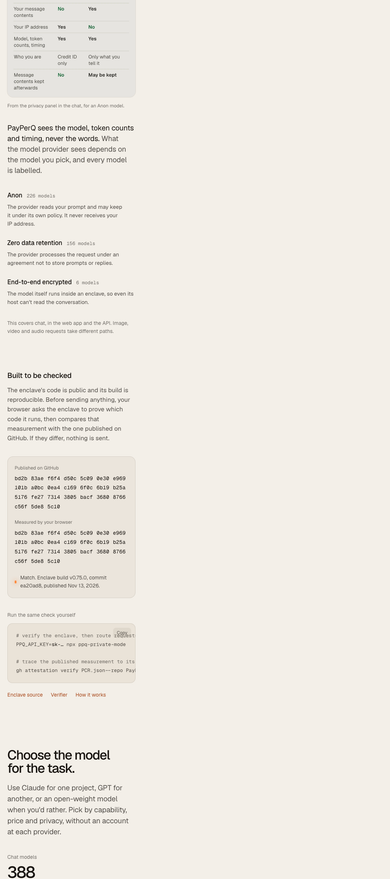 Your message No Yes
contents
Your IP address Yes No
Model, token Yes Yes
counts, timing
Who you are Credit ID Only what you
only tell it
Message No May be kept
contents kept
afterwards
From the privacy panel in the chat, for an Anon model.
PayPerQ sees the model, token counts
and timing, never the words. What
the model provider sees depends on
the model you pick, and every model
is labelled.
Anon 226 models
The provider reads your prompt and may keep
it under its own policy. It never receives your
IP address.
Zero data retention 156 models
The provider processes the request under an
agreement not to store prompts or replies.
End-to-end encrypted 6 models
The model itself runs inside an enclave, so even its
host can't read the conversation.
This covers chat, in the web app and the API. Image,
video and audio requests take different paths.
Built to be checked
The enclave's code is public and its build is
reproducible. Before sending anything, your
browser asks the enclave to prove which
code it runs, then compares that
measurement with the one published on
GitHub. If they differ, nothing is sent.
Published on GitHub
bd2b 83ae f6f4 d50c 5c09 0e30 e969
101b a0bc 0ea4 c169 6f0c 6b19 b25a
5176 fe27 7314 3805 bacf 3680 8766
c56f 5de8 5c10
Measured by your browser
bd2b 83ae f6f4 d50c 5c09 0e30 e969
101b a0bc 0ea4 c169 6f0c 6b19 b25a
5176 fe27 7314 3805 bacf 3680 8766
c56f 5de8 5c10
Match. Enclave build v0.75.0, commit
ea20ad8, published Nov 13, 2026.
Run the same check yourself
Copy
# verify the enclave, then route request
PPQ_API_KEY=sk-… npx ppq-private-mode
# trace the published measurement to its
gh attestation verify PCR.json --repo Pay
Enclave source Verifier How it works
Choose the model
for the task.
Use Claude for one project, GPT for
another, or an open-weight model
when you'd rather. Pick by capability,
price and privacy, without an account
at each provider.
Chat models
388